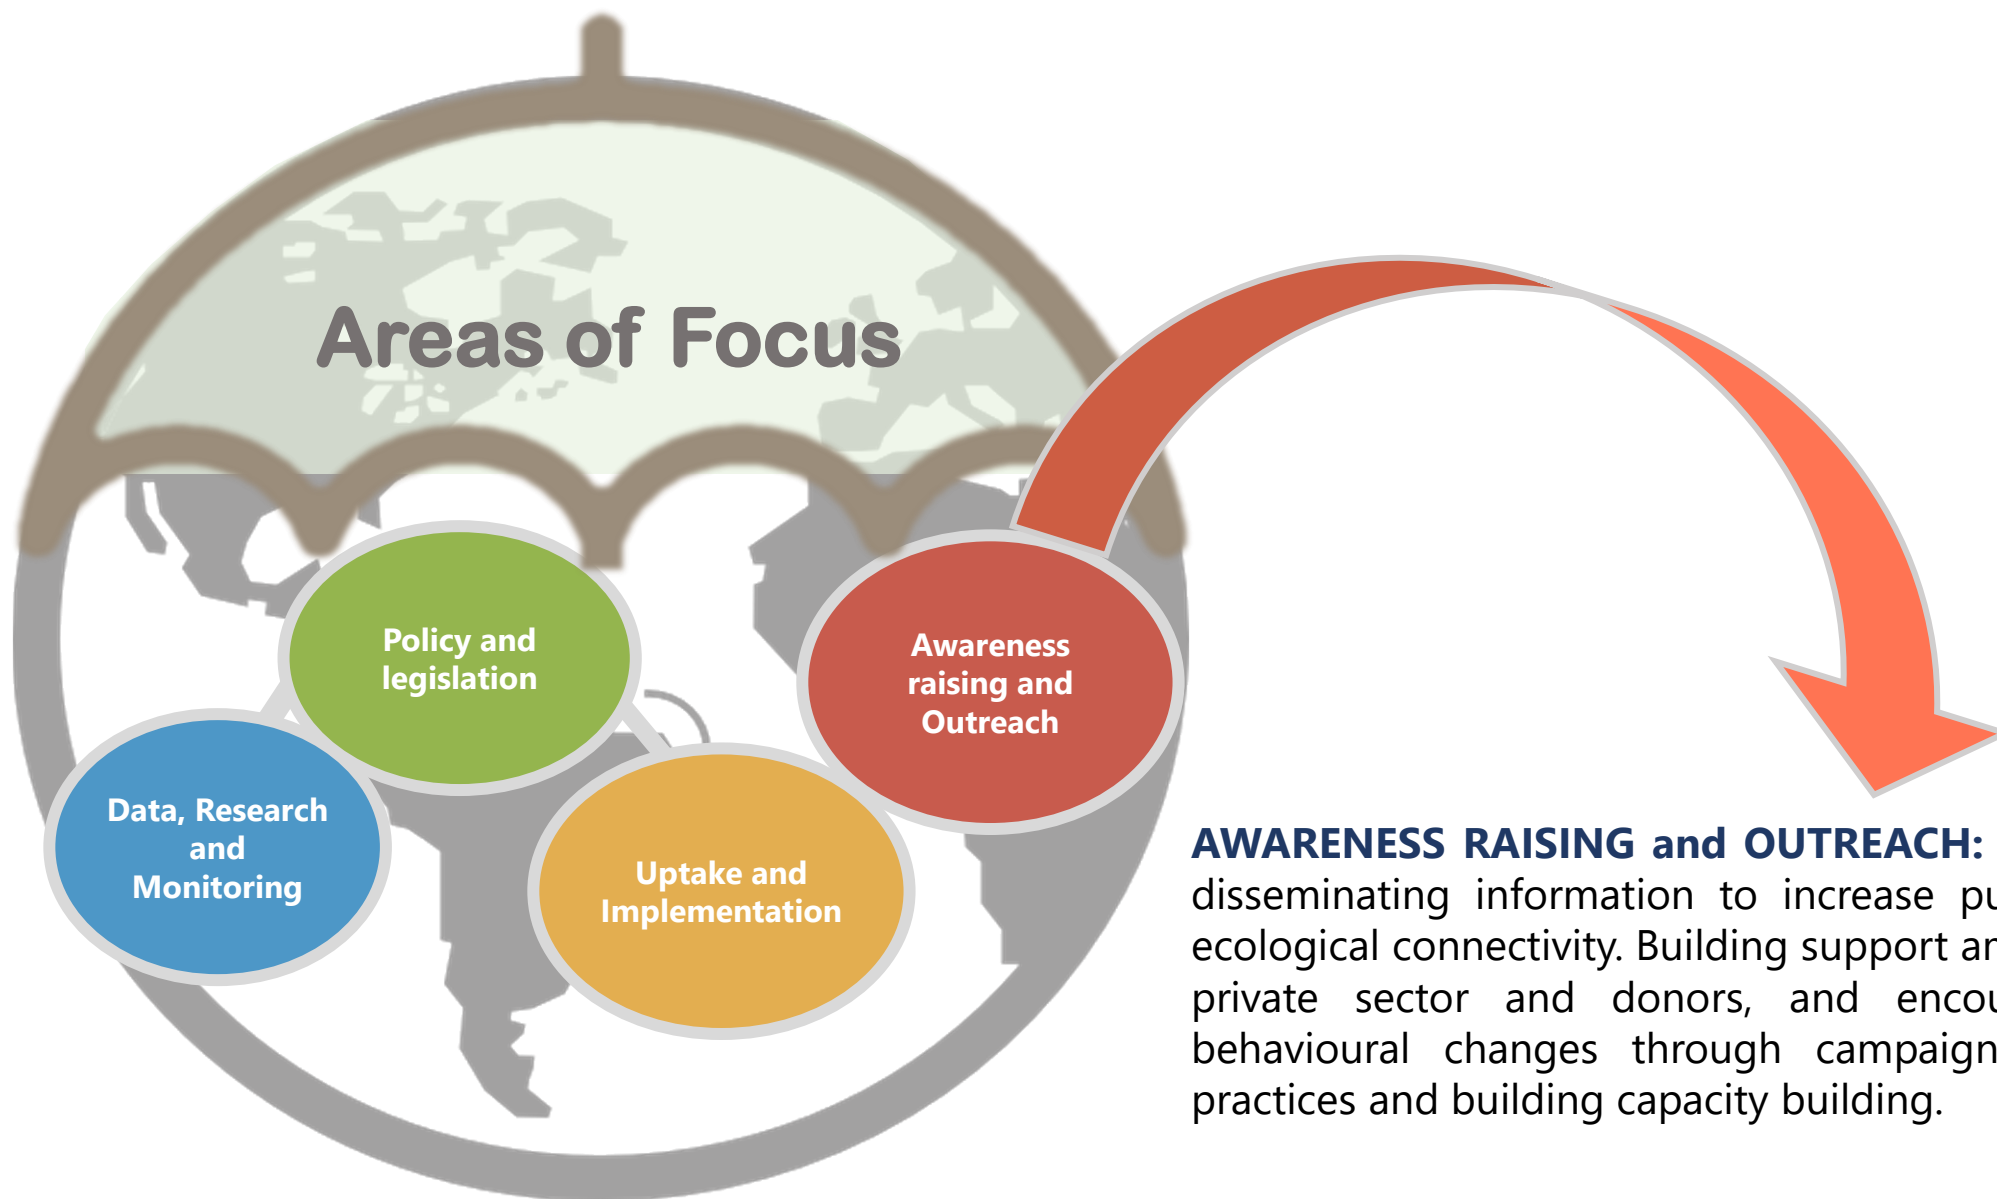 Areas of Focus
Policy and
legislation
Awareness
raising and
Outreach
Data, Research
and
Monitoring
Uptake and
Implementation
AWARENESS RAISING and OUTREACH:
disseminating information to increase
ecological connectivity. Building support
private sector and donors, and
behavioural changes through
practices and building capacity building.